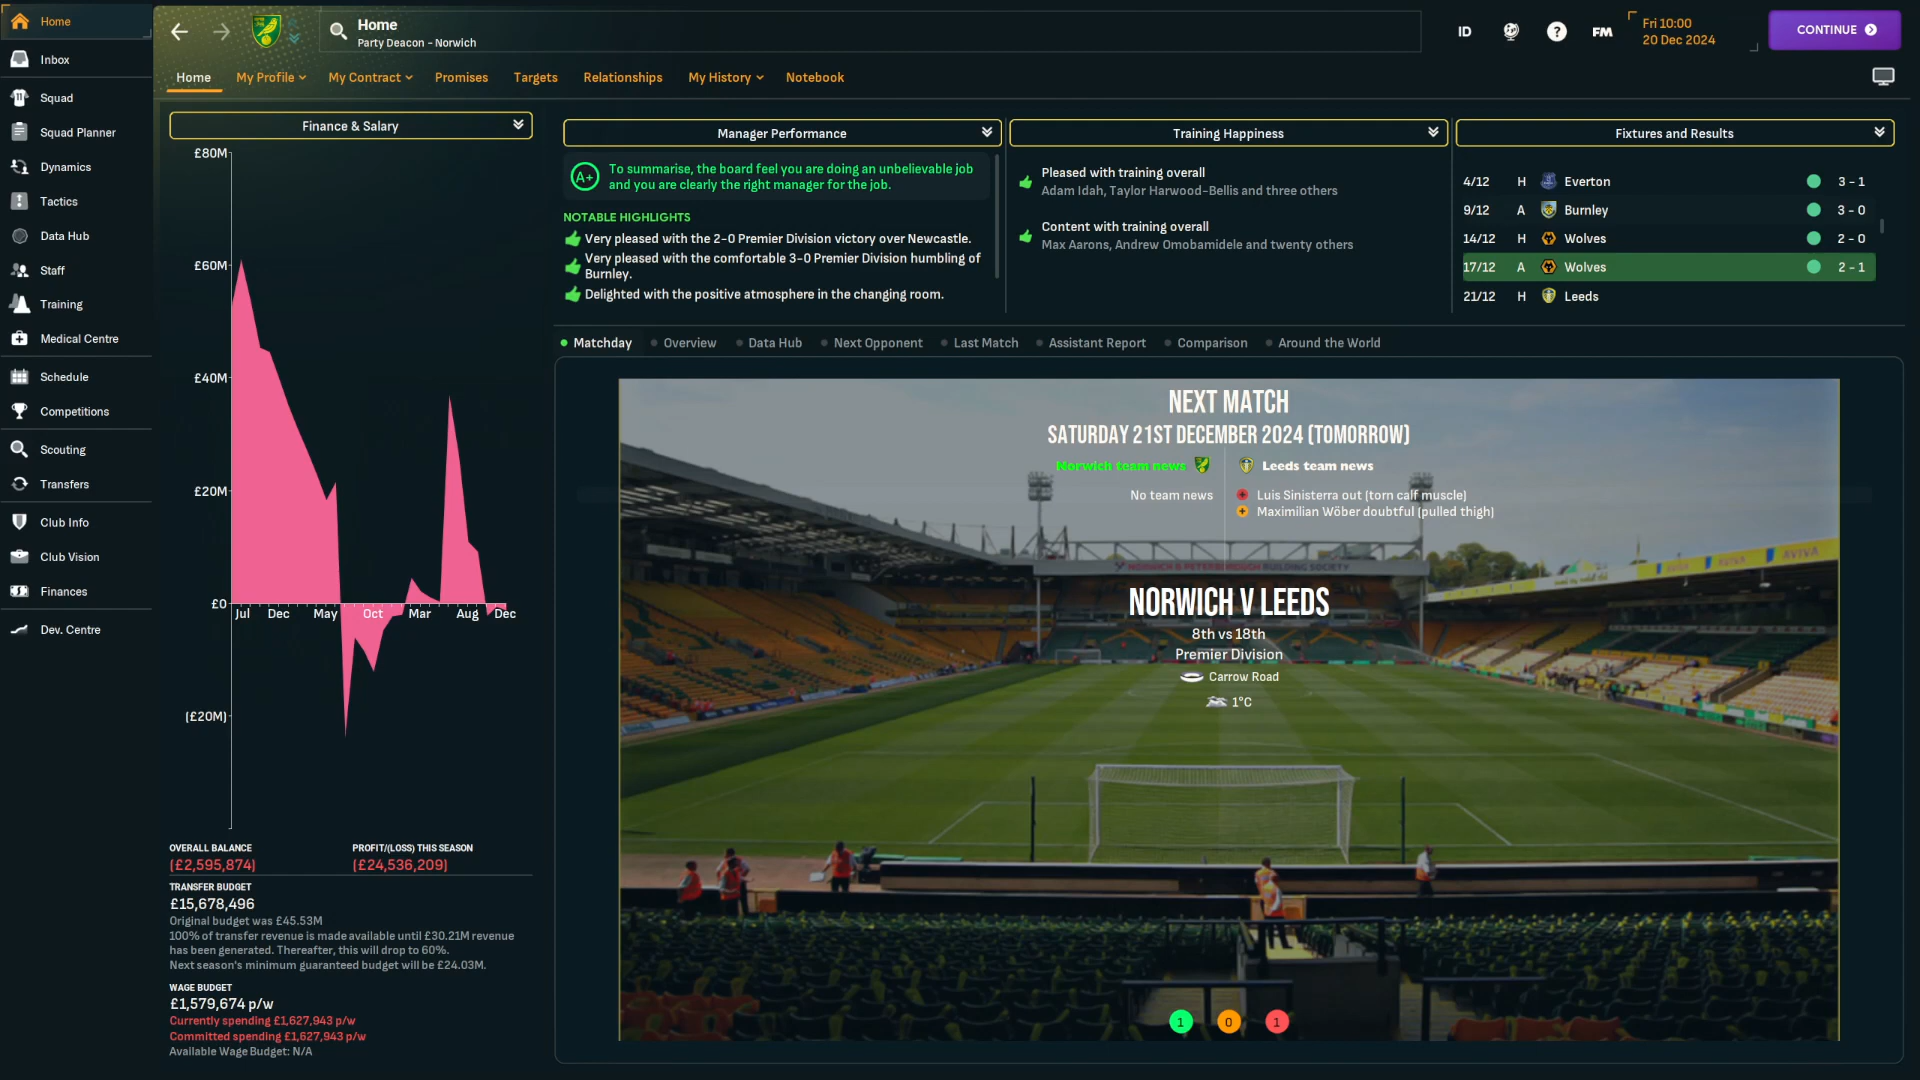 Home
Inbox
Squad
Squad Planner
Dynamics
Tactics
Data Hub
Staff
Training
Medical Centre
Schedule
Competitions
Scouting
Transfers
Club Info
Club Vision
Finances
Dev. Centre
Home
Party Deacon - Norwich
ID
?
FM
Fri 10:00
20 Dec 2024
CONTINUE
Home
My Profile
My Contract
Promises
Targets
Relationships
My History
Notebook
Finance & Salary
£80M
£60M
£40M
£20M
£0
(£20M)
Jul Dec May Oct Mar Aug Dec
OVERALL BALANCE
(£2,595,874)
PROFIT/(LOSS) THIS SEASON
(£24,536,209)
TRANSFER BUDGET
£15,678,496
Original budget was £45.53M
100% of transfer revenue is made available until £30.21M revenue
has been generated. Thereafter, this will drop to 60%.
Next season's minimum guaranteed budget will be £24.03M.
WAGE BUDGET
£1,579,674 p/w
Currently spending £1,627,943 p/w
Committed spending £1,627,943 p/w
Available Wage Budget: N/A
Manager Performance
A+
To summarise, the board feel you are doing an unbelievable job
and you are clearly the right manager for the job.
NOTABLE HIGHLIGHTS
Very pleased with the 2-0 Premier Division victory over Newcastle.
Very pleased with the comfortable 3-0 Premier Division humbling of
Burnley.
Delighted with the positive atmosphere in the changing room.
Training Happiness
Pleased with training overall
Adam Idah, Taylor Harwood-Bellis and three others
Content with training overall
Max Aarons, Andrew Omobamidele and twenty others
Fixtures and Results
4/12 H Everton 3 - 1
9/12 A Burnley 3 - 0
14/12 H Wolves 2 - 0
17/12 A Wolves 2 - 1
21/12 H Leeds
Matchday
Overview
Data Hub
Next Opponent
Last Match
Assistant Report
Comparison
Around the World
NEXT MATCH
SATURDAY 21ST DECEMBER 2024 (TOMORROW)
Norwich team news
No team news
Leeds team news
Luis Sinisterra out (torn calf muscle)
Maximilian Wöber doubtful (pulled thigh)
NORWICH & PETERBOROUGH BUILDING SOCIETY
AVIVA
NORWICH V LEEDS
8th vs 18th
Premier Division
Carrow Road
1°C
1 0 1